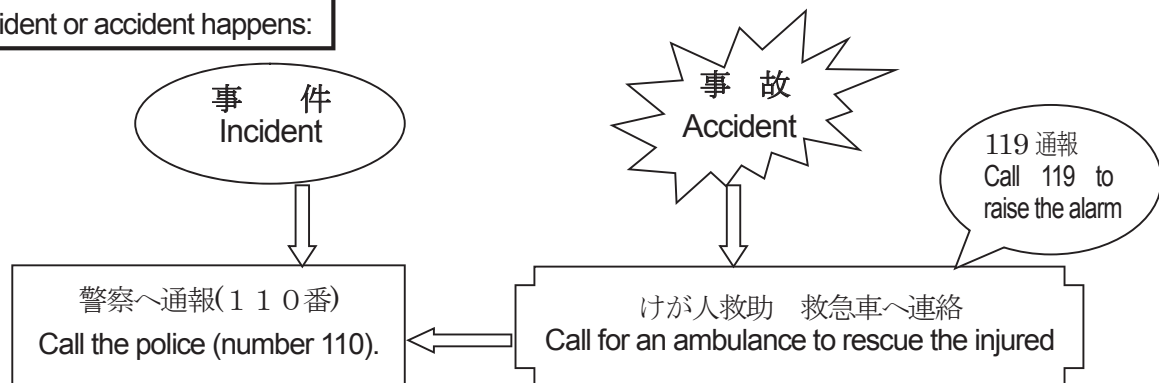 accident happens:
事 件
Incident
事 故
Accident
119 通報
Call 119 to
raise the alarm
警察へ通報(１１０番)
Call the police (number 110).
けが人救助 救急車へ連絡
Call for an ambulance to rescue the injured